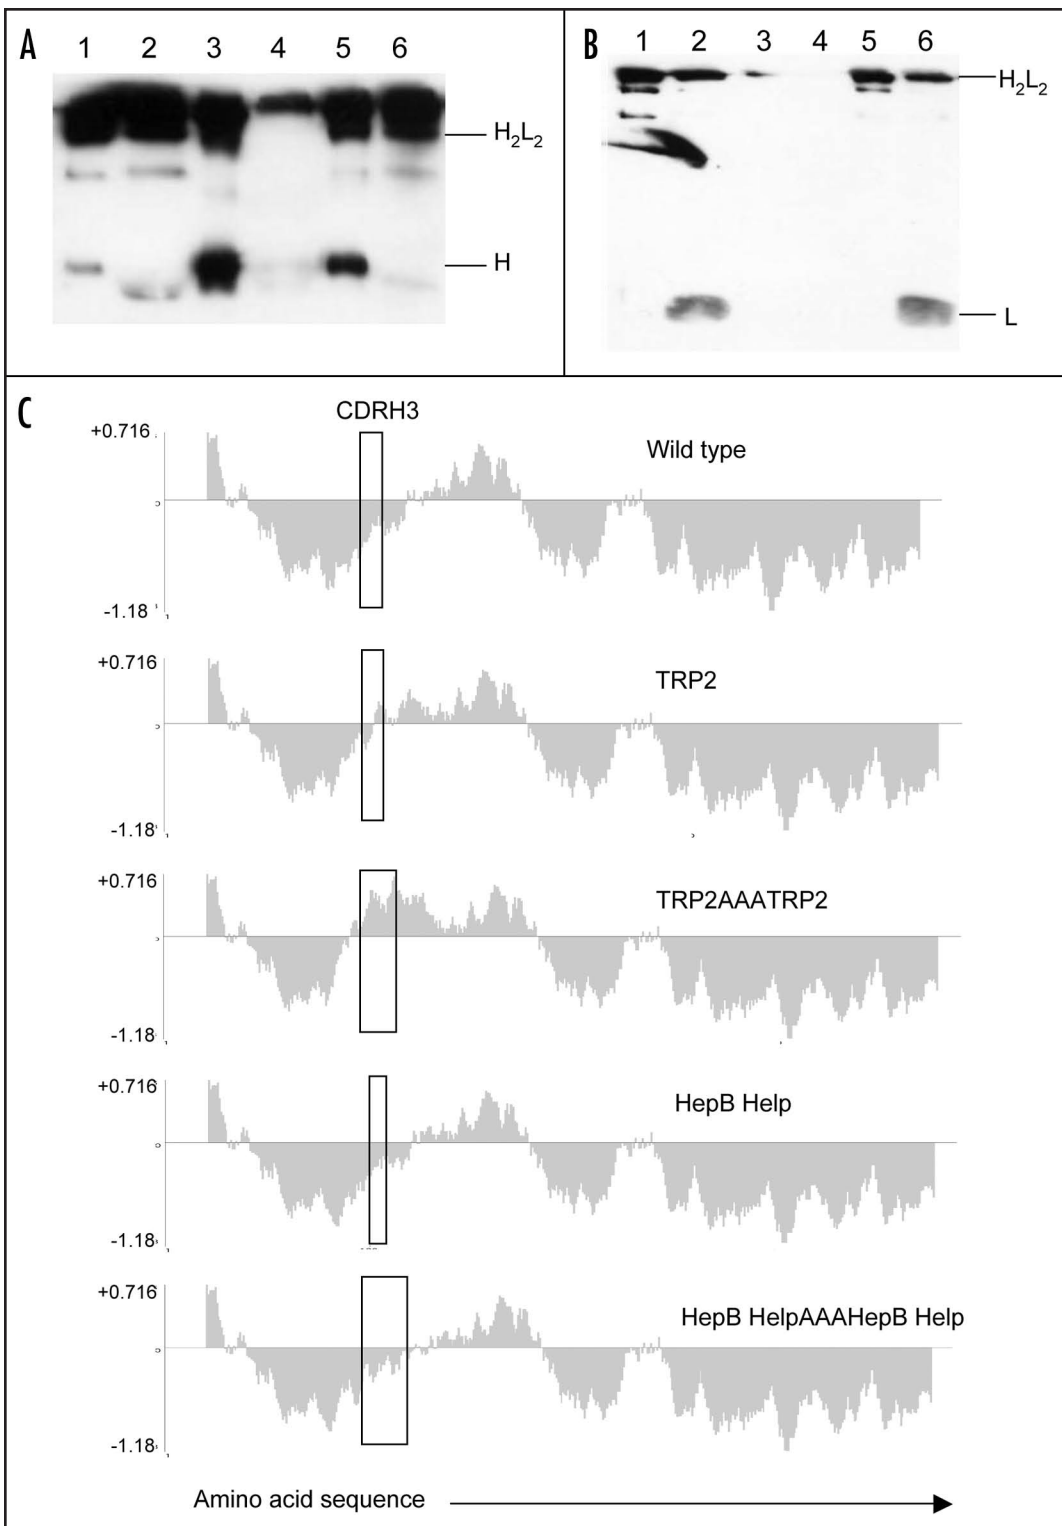 A
1 2 3 4 5 6
H₂L₂
H
B
1 2 3 4 5 6
H₂L₂
L
C
CDRH3
+0.716
Wild type
-1.18
+0.716
TRP2
-1.18
+0.716
TRP2AAATRP2
-1.18
+0.716
HepB Help
-1.18
+0.716
HepB HelpAAAHepB Help
-1.18
Amino acid sequence